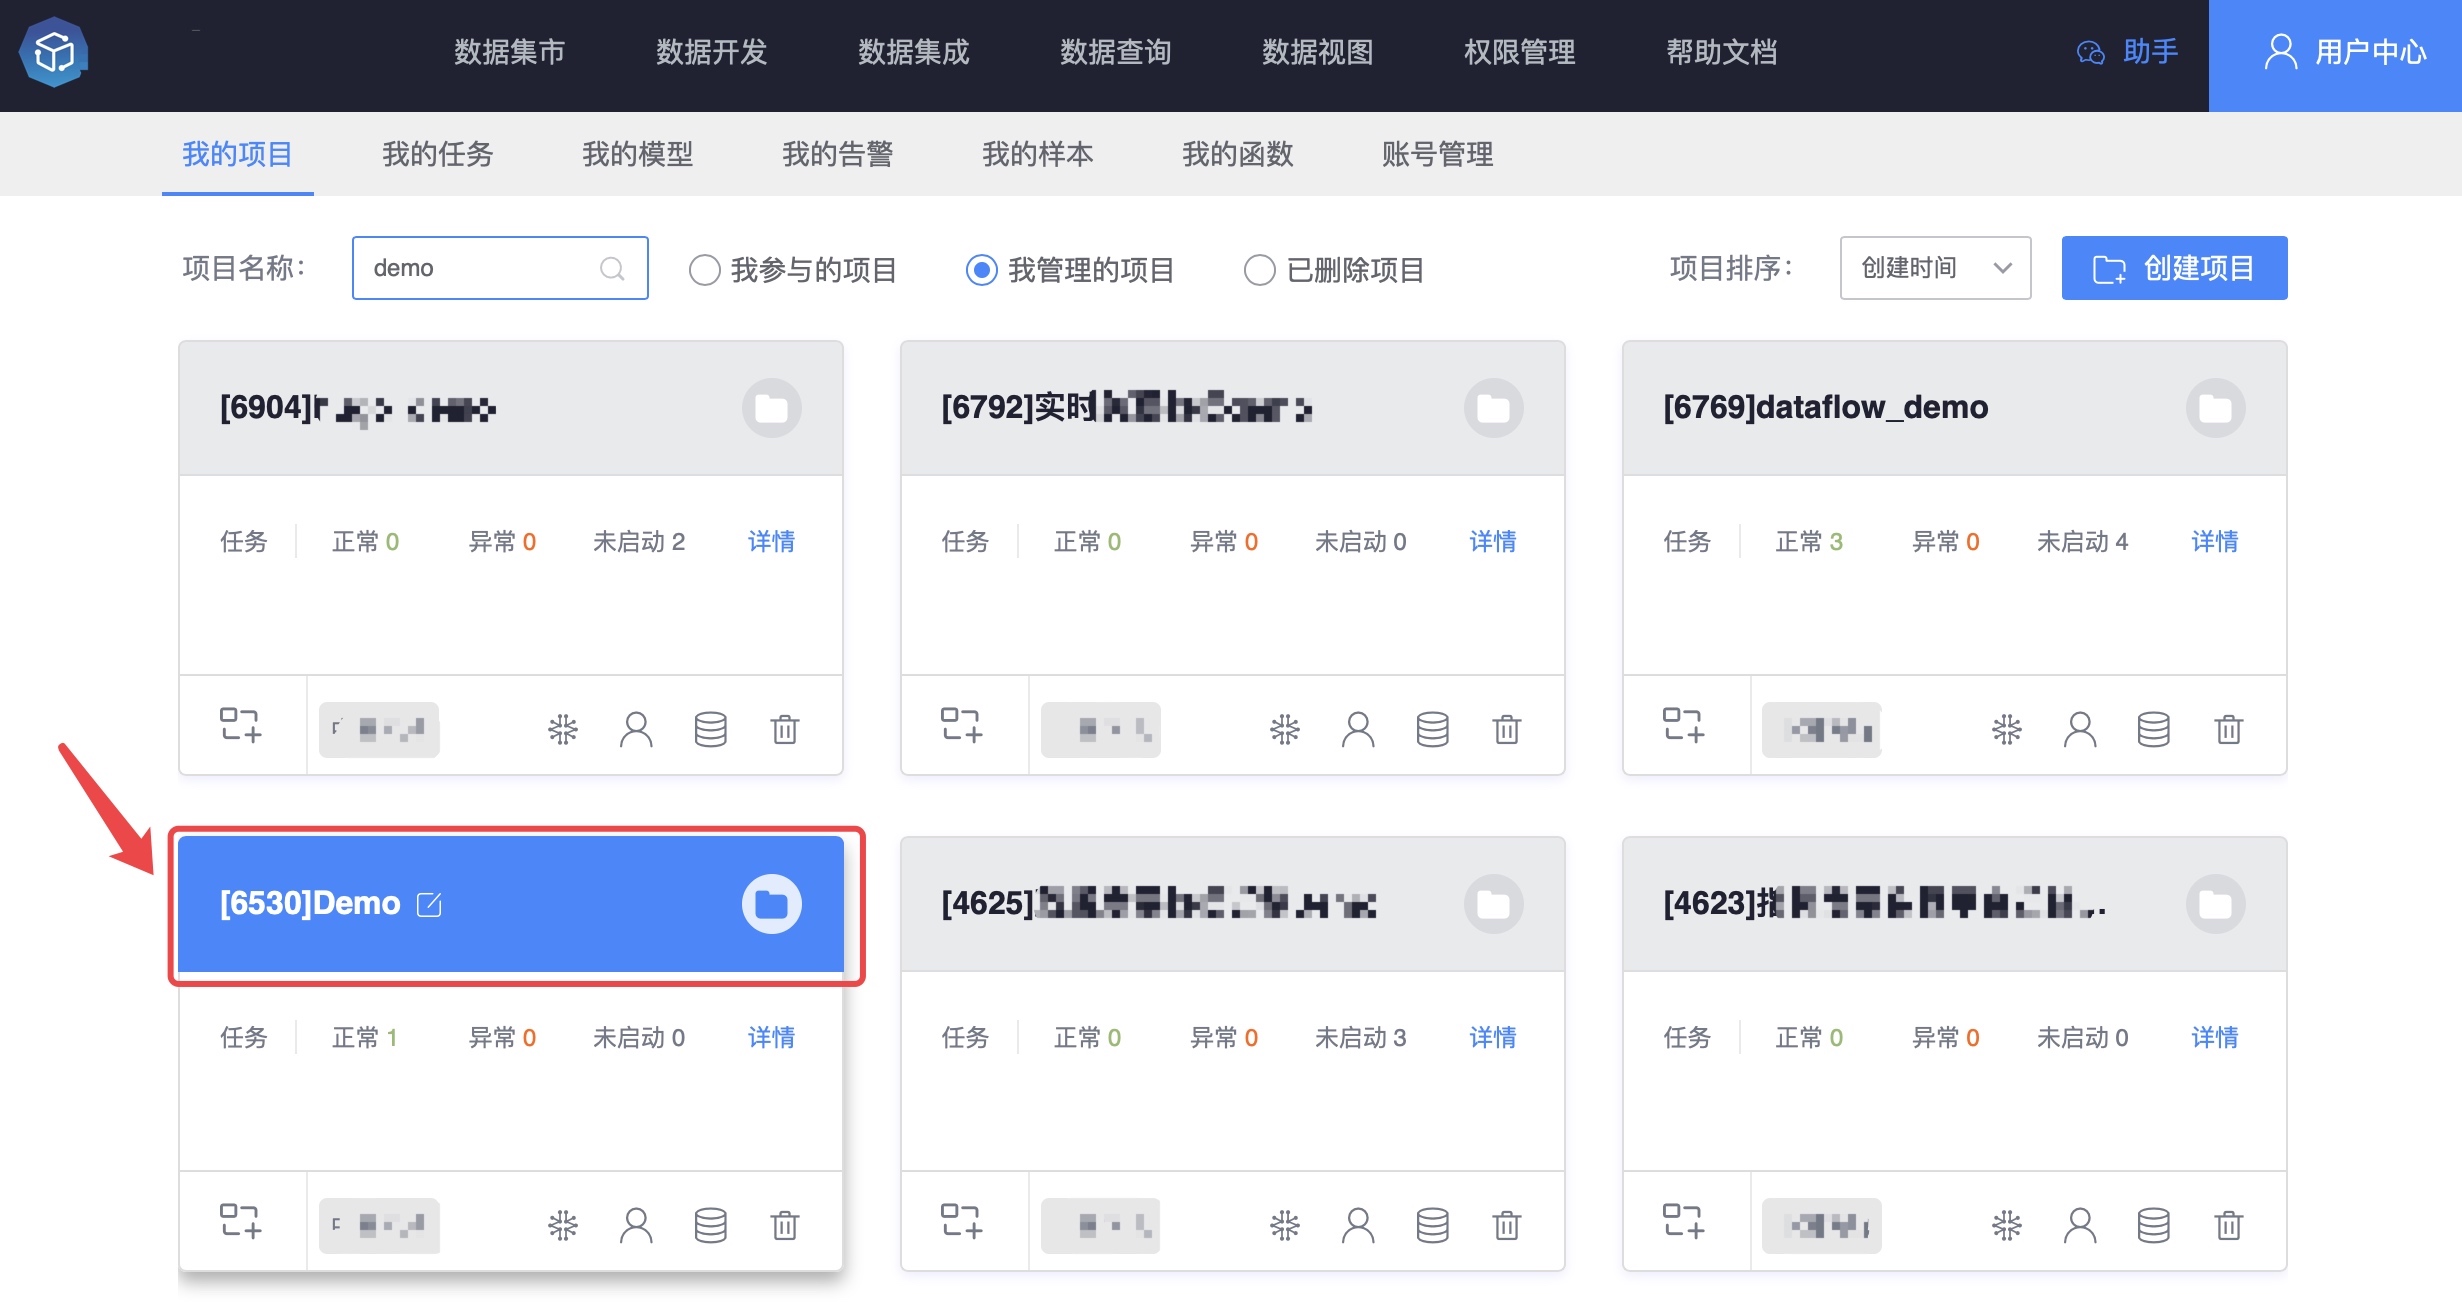 数据集市 数据开发 数据集成 数据查询 数据视图 权限管理 帮助文档 助手 用户中心
我的项目 我的任务 我的模型 我的告警 我的样本 我的函数 账号管理
项目名称： demo 我参与的项目 我管理的项目 已删除项目 项目排序： 创建时间 创建项目
[6904] [6792]实时 [6769]dataflow_demo
任务 正常 0 异常 0 未启动 2 详情 任务 正常 0 异常 0 未启动 0 详情 任务 正常 3 异常 0 未启动 4 详情
[6530]Demo [4625] [4623]指
任务 正常 1 异常 0 未启动 0 详情 任务 正常 0 异常 0 未启动 3 详情 任务 正常 0 异常 0 未启动 0 详情